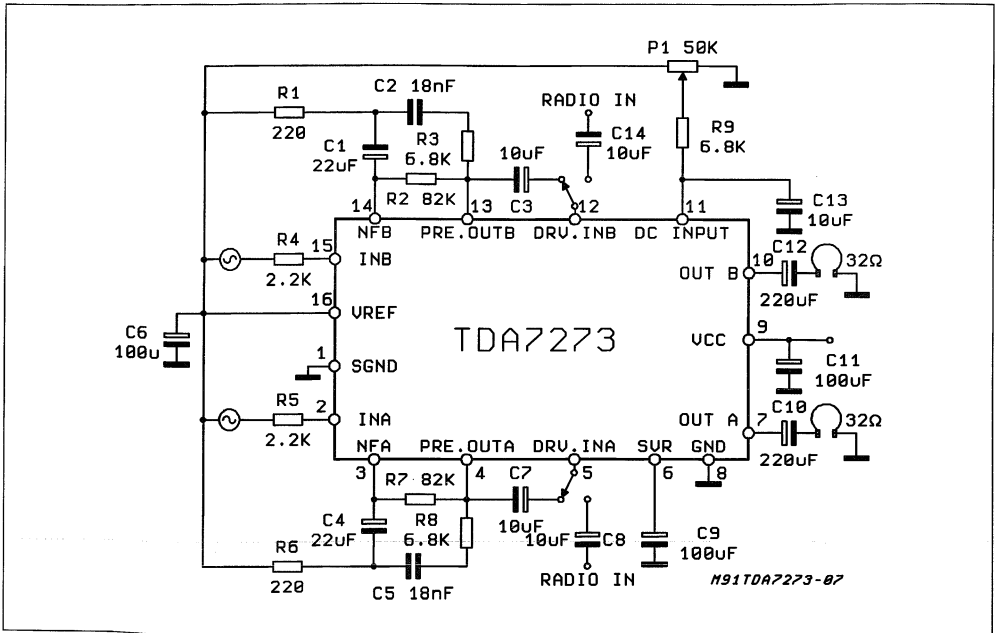 P1 50K
C2 18nF
R1
220
C1
22uF
R3
6.8K
R2 82K
10uF
C3
RADIO IN
C14
10uF
R9
6.8K
C13
10uF
14 13 12 11
NFB PRE.OUTB DRV.INB DC INPUT
R4
2.2K
15
INB
16
VREF
C6
100u
1
SGND
R5
2.2K
2
INA
TDA7273
OUT B
10
C12
220uF
32Ω
VCC
9
C11
100uF
OUT A
7
C10
220uF
32Ω
NFA PRE.OUTA DRV.INA SVR GND
3 4 5 6 8
R7 82K
C4
22uF
R8
6.8K
C7
10uF
10uF
C8
RADIO IN
C9
100uF
R6
220
C5 18nF
M91TDA7273-07